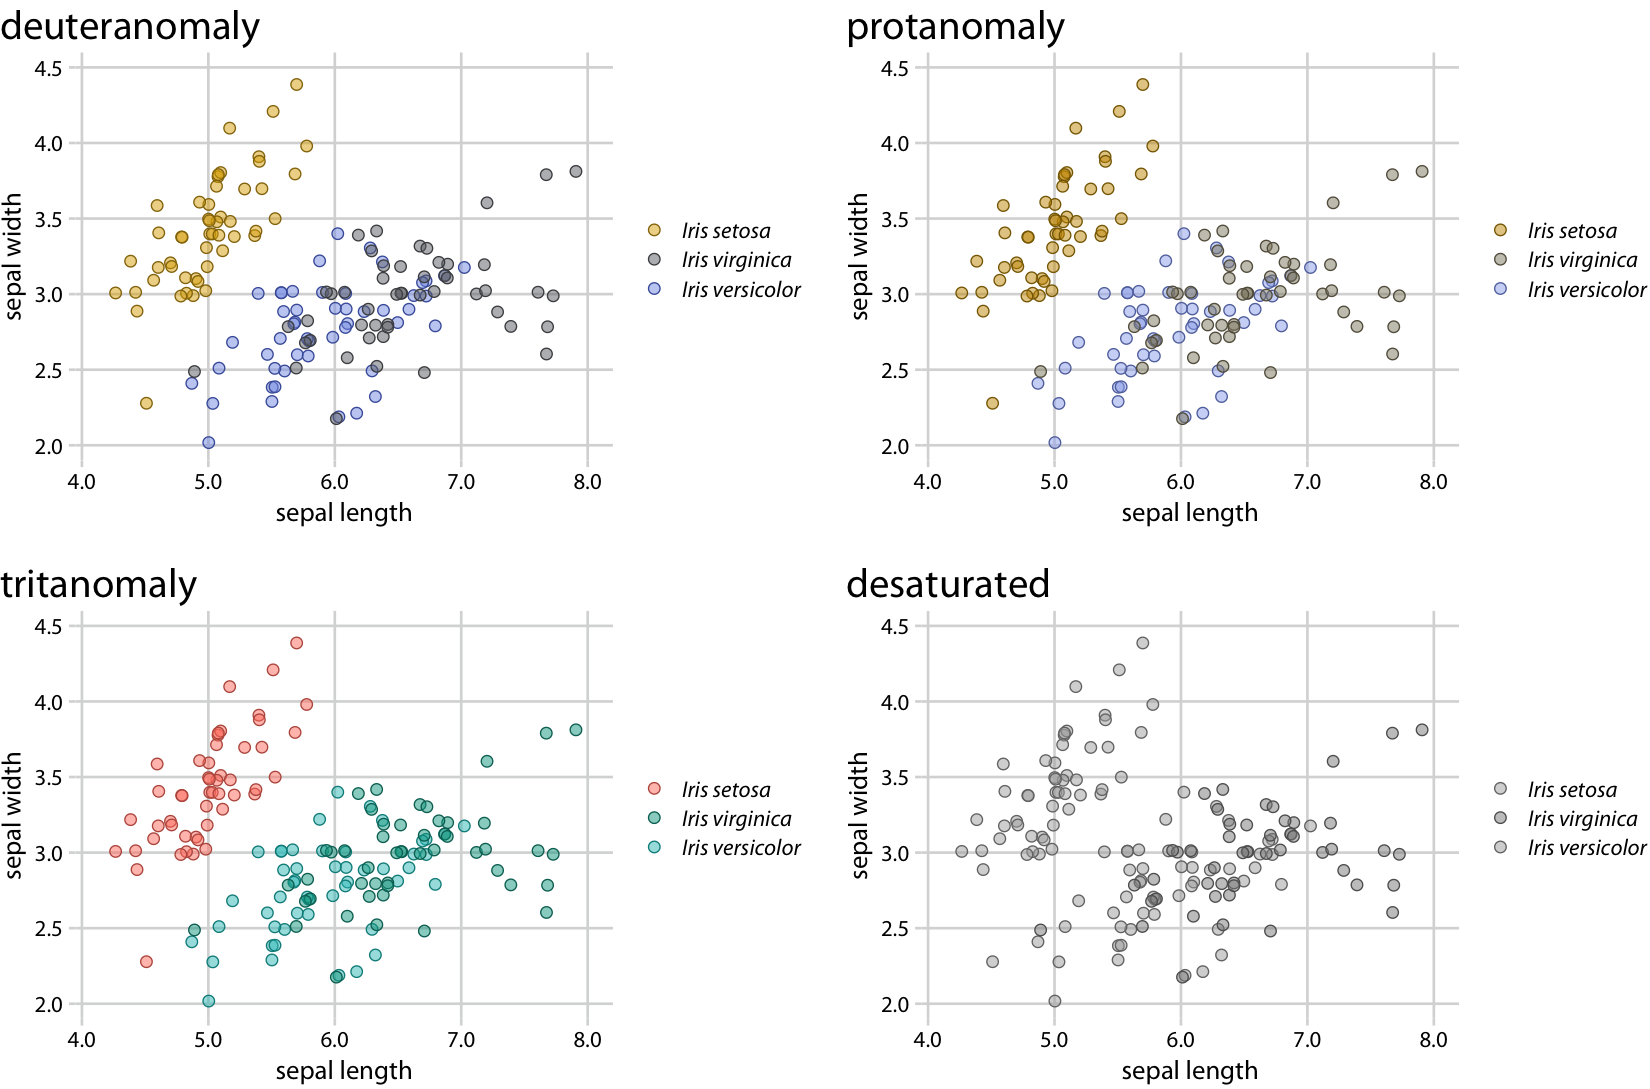 deuteranomaly
4.5
4.0
3.5
3.0
2.5
2.0
sepal width
4.0 5.0 6.0 7.0 8.0
sepal length
Iris setosa
Iris virginica
Iris versicolor
protanomaly
4.5
4.0
3.5
3.0
2.5
2.0
sepal width
4.0 5.0 6.0 7.0 8.0
sepal length
Iris setosa
Iris virginica
Iris versicolor
tritanomaly
4.5
4.0
3.5
3.0
2.5
2.0
sepal width
4.0 5.0 6.0 7.0 8.0
sepal length
Iris setosa
Iris virginica
Iris versicolor
desaturated
4.5
4.0
3.5
3.0
2.5
2.0
sepal width
4.0 5.0 6.0 7.0 8.0
sepal length
Iris setosa
Iris virginica
Iris versicolor